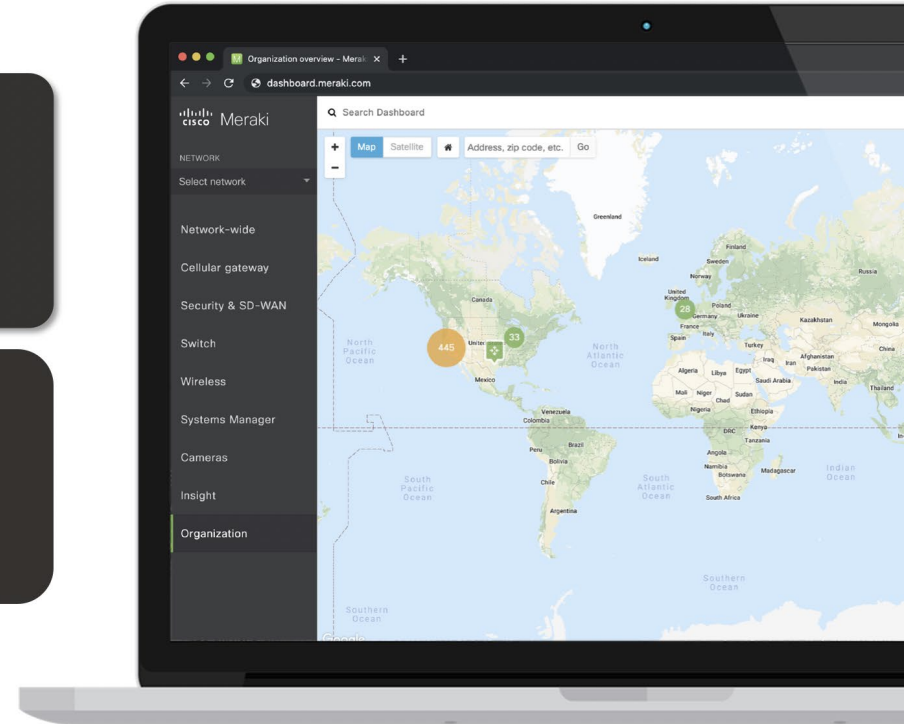 Organization overview - Merak
dashboard.meraki.com
CISCO Meraki
NETWORK
Select network
Network-wide
Cellular gateway
Security & SD-WAN
Switch
Wireless
Systems Manager
Cameras
Insight
Organization
Search Dashboard
+
Map
Satellite
Address, zip code, etc.
Go
−
Greenland
Iceland
Finland
Sweden
Norway
Russia
United
Kingdom
28
Poland
Germany
Ukraine
Kazakhstan
Mongolia
France
Italy
Spain
Turkey
China
Canada
445
33
North
Pacific
Ocean
North
Atlantic
Ocean
Mexico
Iraq
Iran
Afghanistan
Pakistan
Algeria
Libya
Egypt
Saudi Arabia
India
Thailand
Mali
Niger
Chad
Sudan
Nigeria
Ethiopia
Venezuela
Colombia
DRC
Kenya
Tanzania
Peru
Brazil
Bolivia
Angola
Namibia
Botswana
Madagascar
Indian
Ocean
South
Pacific
Ocean
Chile
South
Atlantic
Ocean
South Africa
Argentina
Southern
Ocean
Southern
Ocean
Google